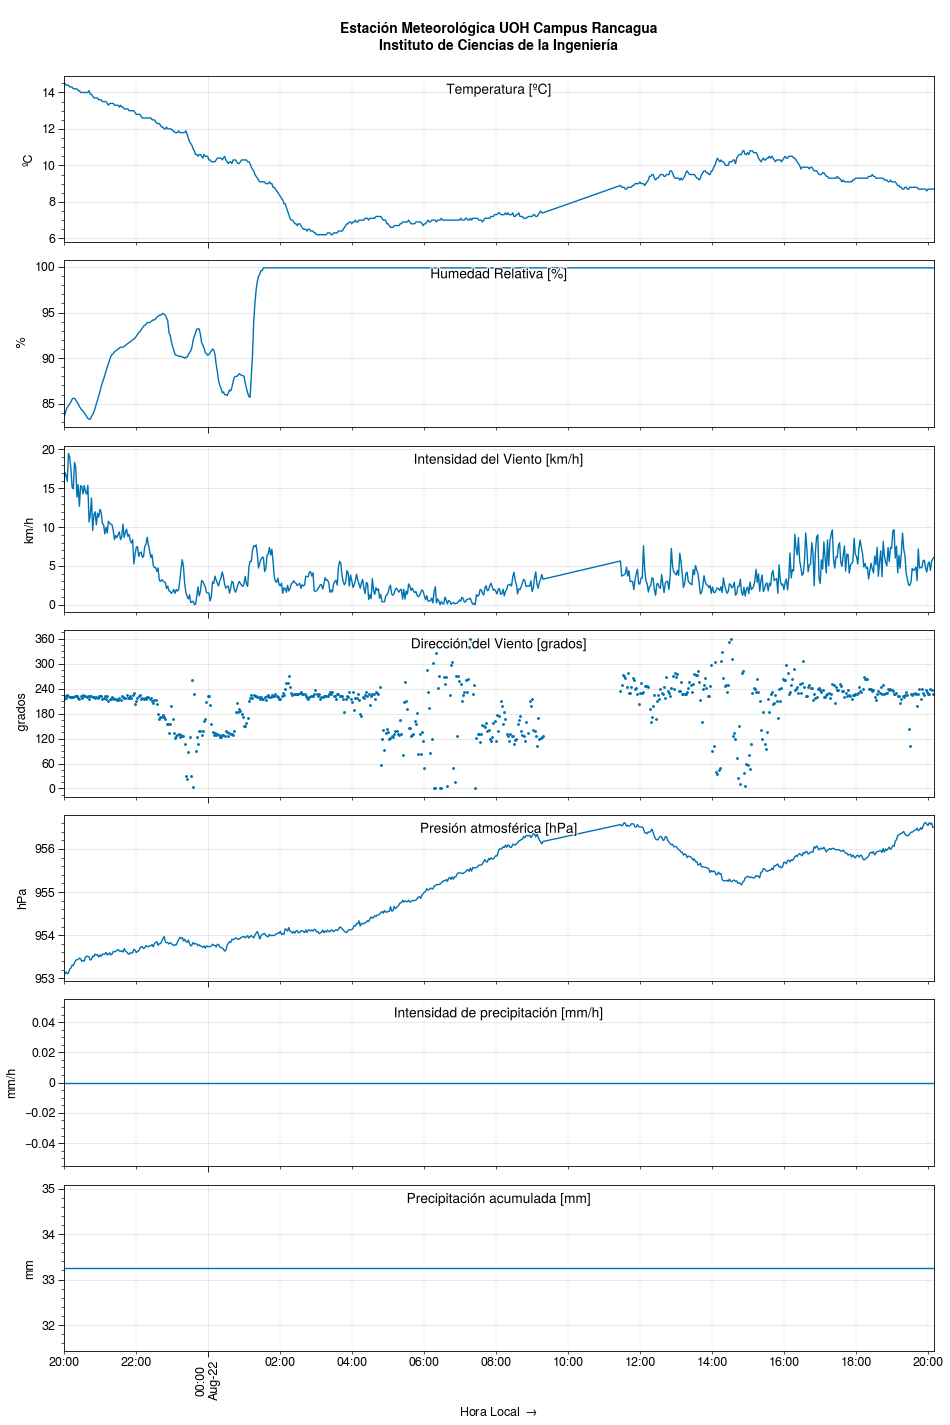 Estación Meteorológica UOH Campus Rancagua
Instituto de Ciencias de la Ingeniería
Temperatura [ºC]
14
12
10
8
6
ºC
Humedad Relativa [%]
100
95
90
85
%
Intensidad del Viento [km/h]
20
15
10
5
0
km/h
Dirección del Viento [grados]
360
300
240
180
120
60
0
grados
Presión atmosférica [hPa]
956
955
954
953
hPa
Intensidad de precipitación [mm/h]
0.04
0.02
0
−0.02
−0.04
mm/h
Precipitación acumulada [mm]
35
34
33
32
mm
20:00 22:00 00:00 02:00 04:00 06:00 08:00 10:00 12:00 14:00 16:00 18:00 20:00
Aug-22
Hora Local →